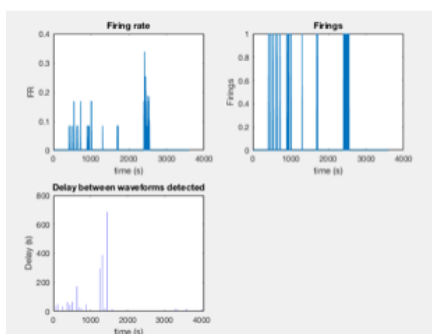 Firing rate
0.4
0.3
0.2
0.1
0
FR
0 1000 2000 3000 4000
time (s)
Firings
1
0.8
0.6
0.4
0.2
0
Firings
0 1000 2000 3000 4000
time (s)
Delay between waveforms detected
800
600
400
200
0
Delay (s)
0 1000 2000 3000 4000
time (s)